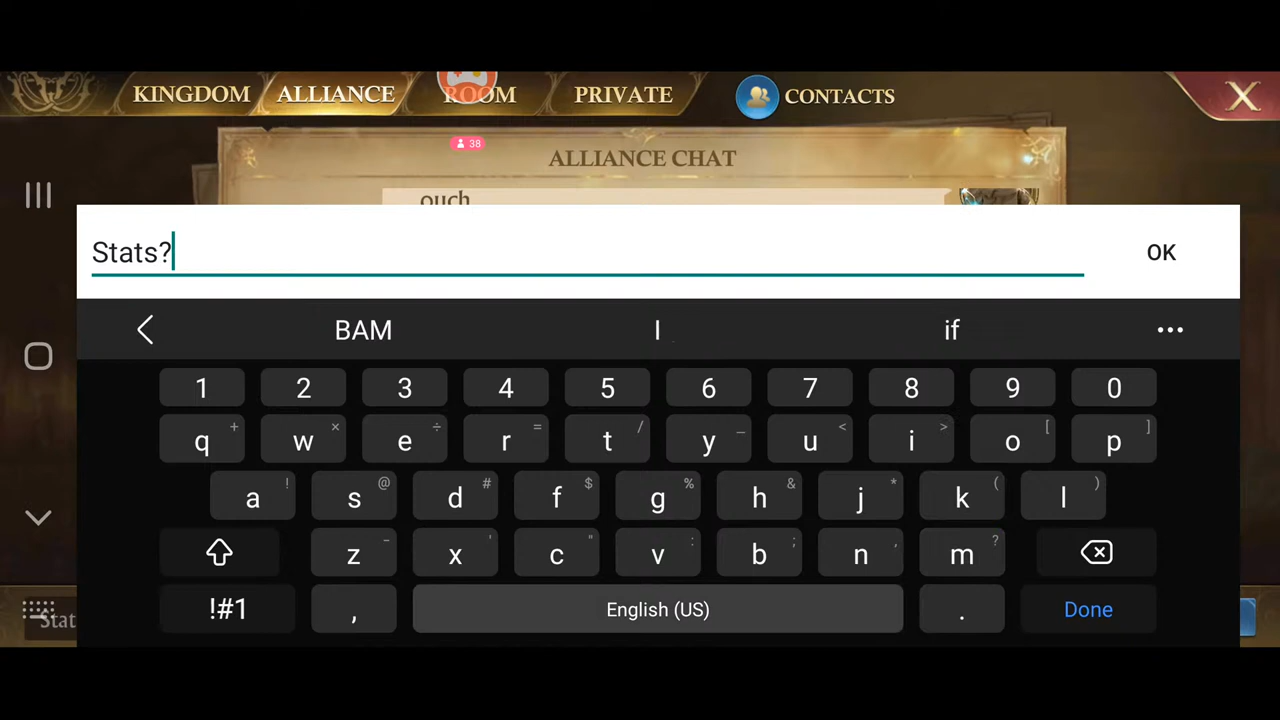 KINGDOM ALLIANCE ROOM PRIVATE CONTACTS X
38
ALLIANCE CHAT
ouch
Stats? OK
BAM I if
1 2 3 4 5 6 7 8 9 0
q + w × e ÷ r = t / y _ u < i > o [ p ]
a ! s @ d # f $ g % h & j * k ( l )
z - x ' c " v : b ; n , m ?
!#1 , English (US) . Done
Stat